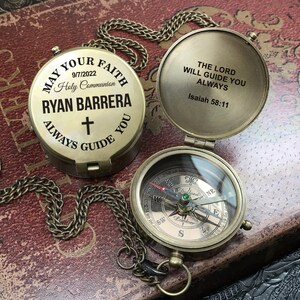 MAY YOUR FAITH
9/7/2022
Holy Communion
RYAN BARRERA
ALWAYS GUIDE YOU
THE LORD
WILL GUIDE YOU
ALWAYS
Isaiah 58:11